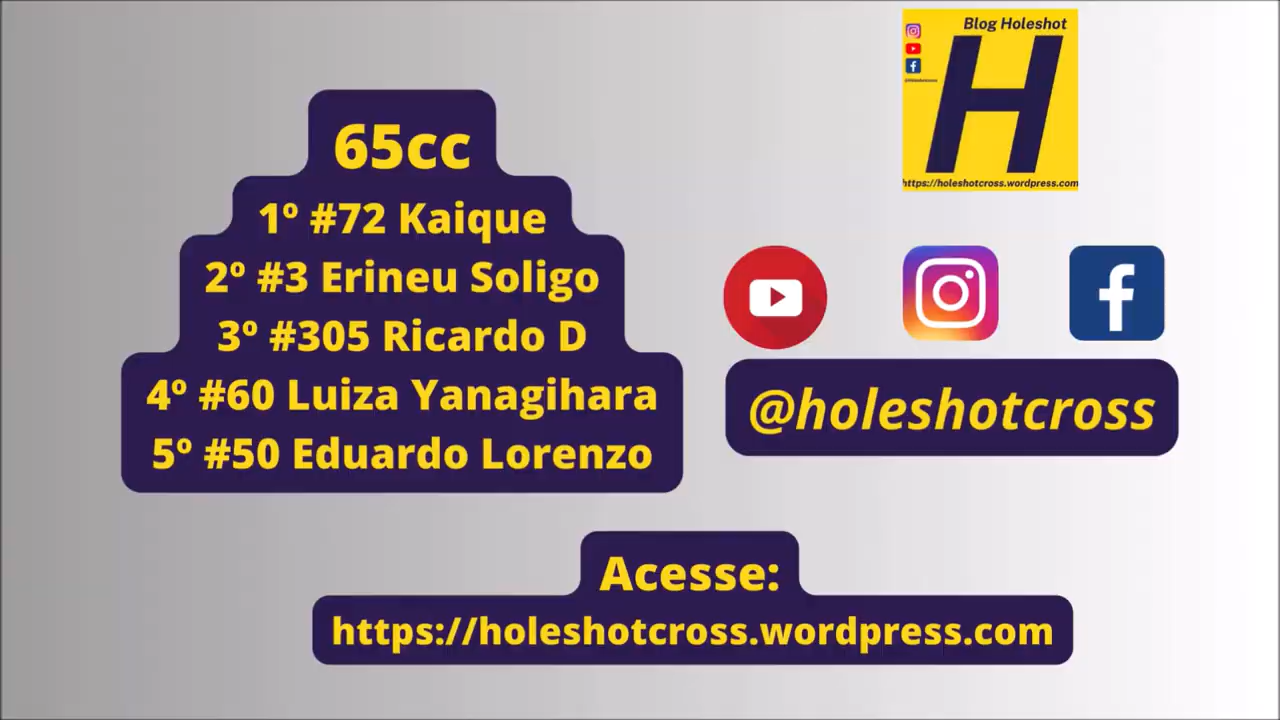 65cc
1º #72 Kaique
2º #3 Erineu Soligo
3º #305 Ricardo D
4º #60 Luiza Yanagihara
5º #50 Eduardo Lorenzo
Blog Holeshot
H
https://holeshotcross.wordpress.com
@holeshotcross
Acesse:
https://holeshotcross.wordpress.com